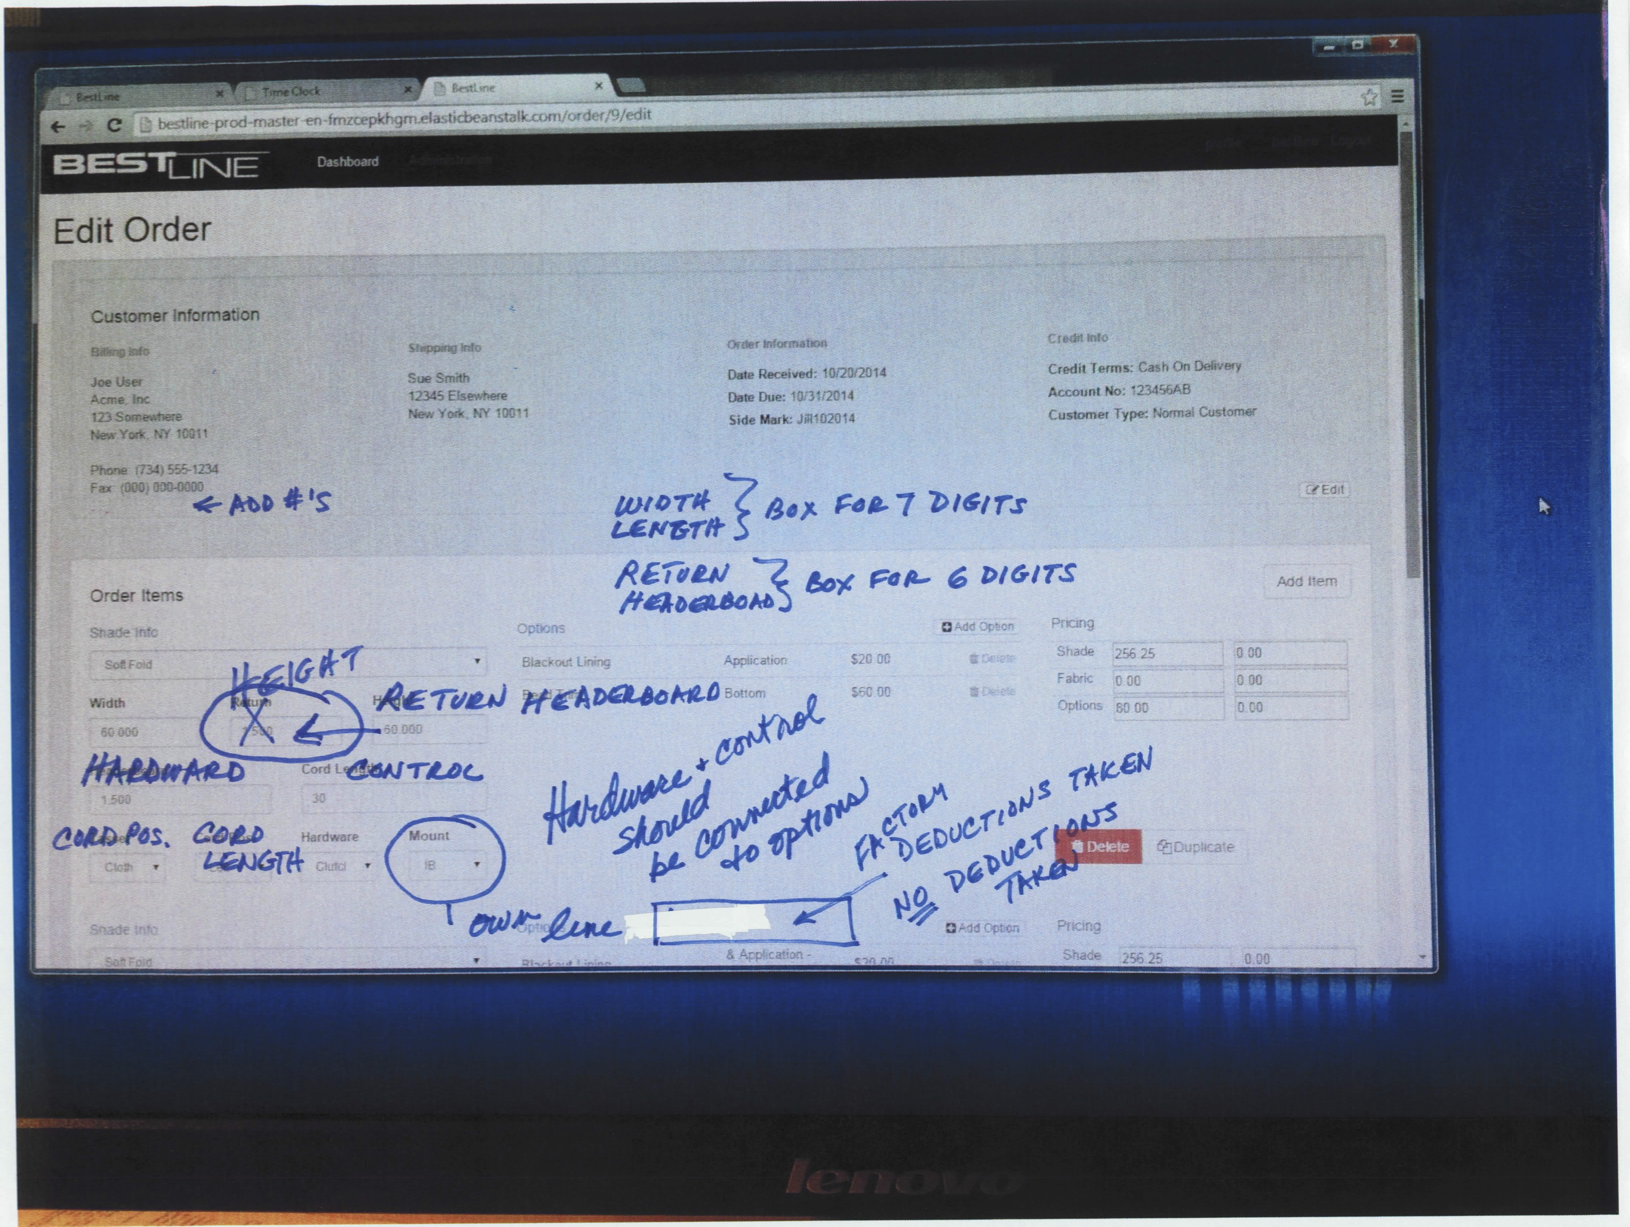 BestLine
Time Clock
BestLine
bestline-prod-master-en-fmzcepkhgm.elasticbeanstalk.com/order/9/edit
BESTLINE
Dashboard
Administration
Edit Order
Customer Information
Billing Info
Joe User
Acme, Inc
123 Somewhere
New York, NY 10011
Phone (734) 555-1234
Fax (000) 000-0000
← ADD #'S
Shipping Info
Sue Smith
12345 Elsewhere
New York, NY 10011
Order Information
Date Received: 10/20/2014
Date Due: 10/31/2014
Side Mark: Jill102014
Credit Info
Credit Terms: Cash On Delivery
Account No: 123456AB
Customer Type: Normal Customer
Edit
WIDTH
LENGTH
BOX FOR 7 DIGITS
RETURN
HEADERBOAD
BOX FOR 6 DIGITS
Order Items
Add Item
Shade Info
Soft Fold
HEIGHT
RETURN HEADERBOARD
Width
Return
60.000
60.000
HARDWARD
CONTROL
Cord Len
1.500
30
CORD POS.
CORD
LENGTH
Hardware
Mount
Cloth
Clutch
IB
own line
Options
Add Option
Blackout Lining
Application
$20.00
Delete
Bottom
$60.00
Delete
Hardware + control
should
be connected
to options
FACTORY
DEDUCTIONS TAKEN
NO DEDUCTIONS
TAKEN
Pricing
Shade 256.25 0.00
Fabric 0.00 0.00
Options 80.00 0.00
Delete
Duplicate
Shade Info
Soft Fold
Add Option
Blackout Lining
& Application -
$20.00
Pricing
Shade 256.25 0.00
lenovo